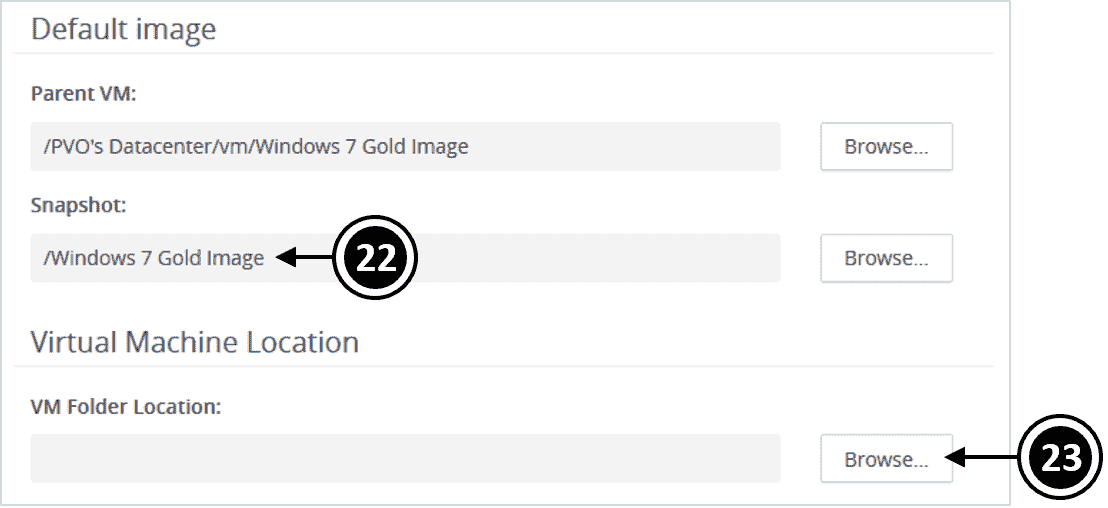 Default image
Parent VM:
/PVO's Datacenter/vm/Windows 7 Gold Image
Browse...
Snapshot:
/Windows 7 Gold Image
22
Browse...
Virtual Machine Location
VM Folder Location:
Browse...
23